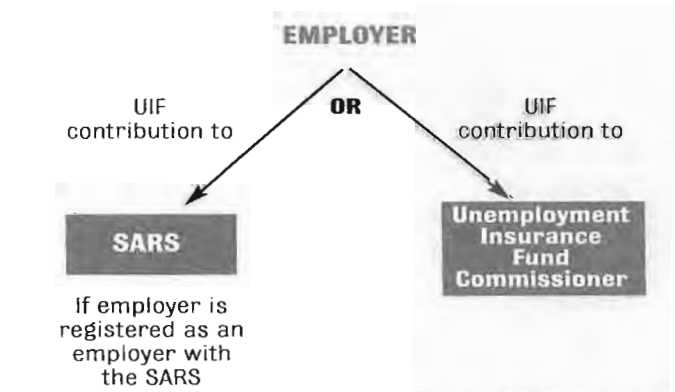 EMPLOYER
OR
UIF
contribution to
UIF
contribution to
SARS
If employer is
registered as an
employer with
the SARS
Unemployment
Insurance
Fund
Commissioner